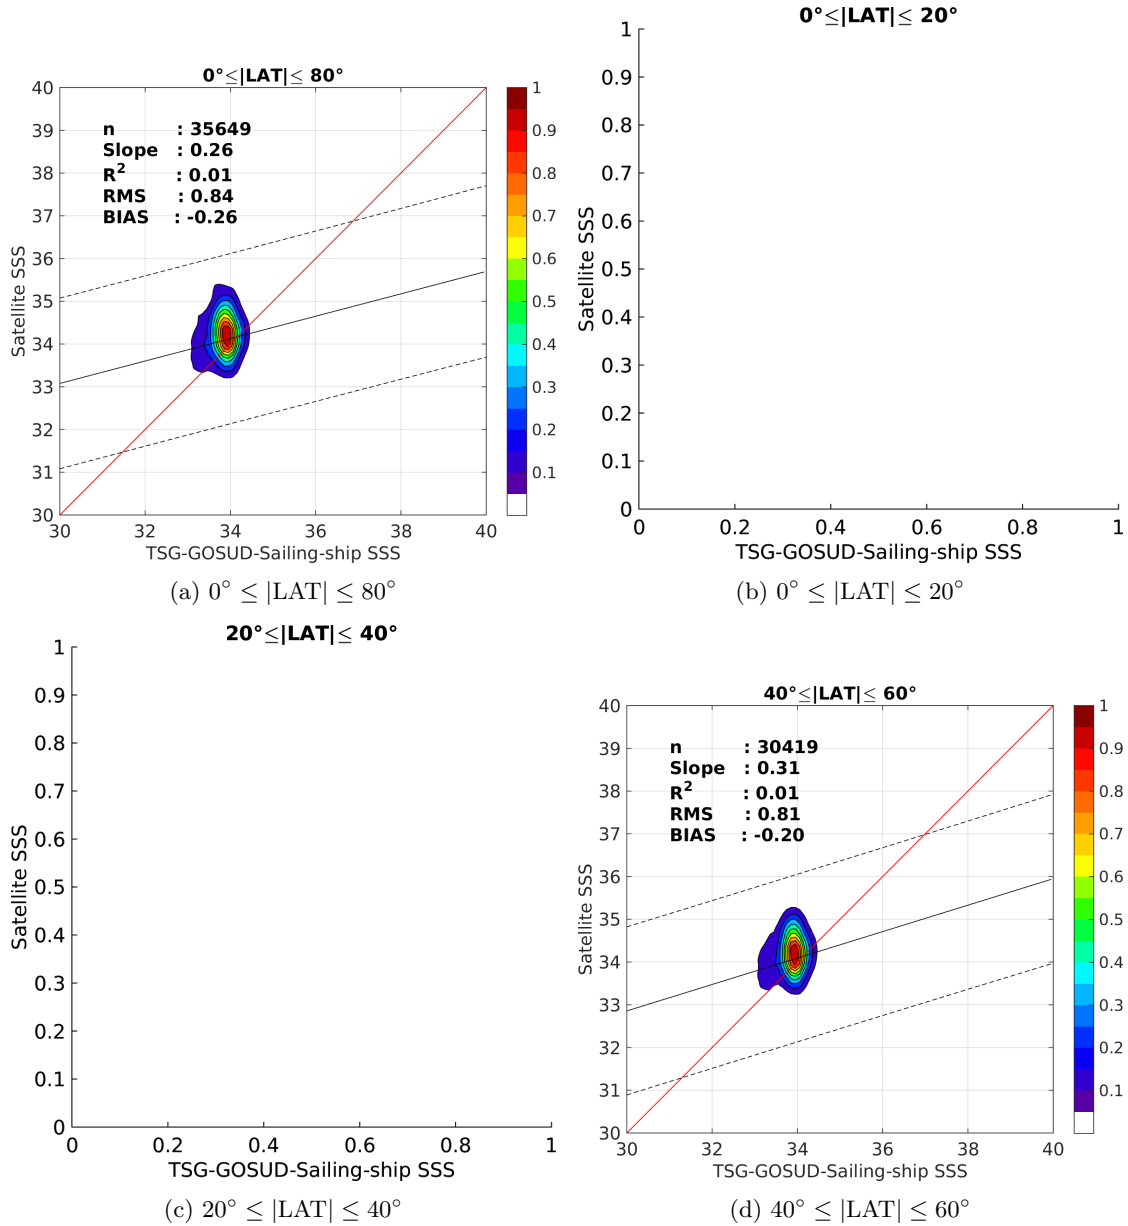 0°≤|LAT|≤ 80°
40
39
38
37
36
35
34
33
32
31
30
n : 35649
Slope : 0.26
R2 : 0.01
RMS : 0.84
BIAS : -0.26
30 32 34 36 38 40
Satellite SSS
TSG-GOSUD-Sailing-ship SSS
1
0.9
0.8
0.7
0.6
0.5
0.4
0.3
0.2
0.1
(a) 0° ≤ |LAT| ≤ 80°
0°≤|LAT|≤ 20°
1
0.9
0.8
0.7
0.6
0.5
0.4
0.3
0.2
0.1
0
0 0.2 0.4 0.6 0.8 1
Satellite SSS
TSG-GOSUD-Sailing-ship SSS
(b) 0° ≤ |LAT| ≤ 20°
20°≤|LAT|≤ 40°
1
0.9
0.8
0.7
0.6
0.5
0.4
0.3
0.2
0.1
0
0 0.2 0.4 0.6 0.8 1
Satellite SSS
TSG-GOSUD-Sailing-ship SSS
(c) 20° ≤ |LAT| ≤ 40°
40°≤|LAT|≤ 60°
40
39
38
37
36
35
34
33
32
31
30
n : 30419
Slope : 0.31
R2 : 0.01
RMS : 0.81
BIAS : -0.20
30 32 34 36 38 40
Satellite SSS
TSG-GOSUD-Sailing-ship SSS
1
0.9
0.8
0.7
0.6
0.5
0.4
0.3
0.2
0.1
(d) 40° ≤ |LAT| ≤ 60°